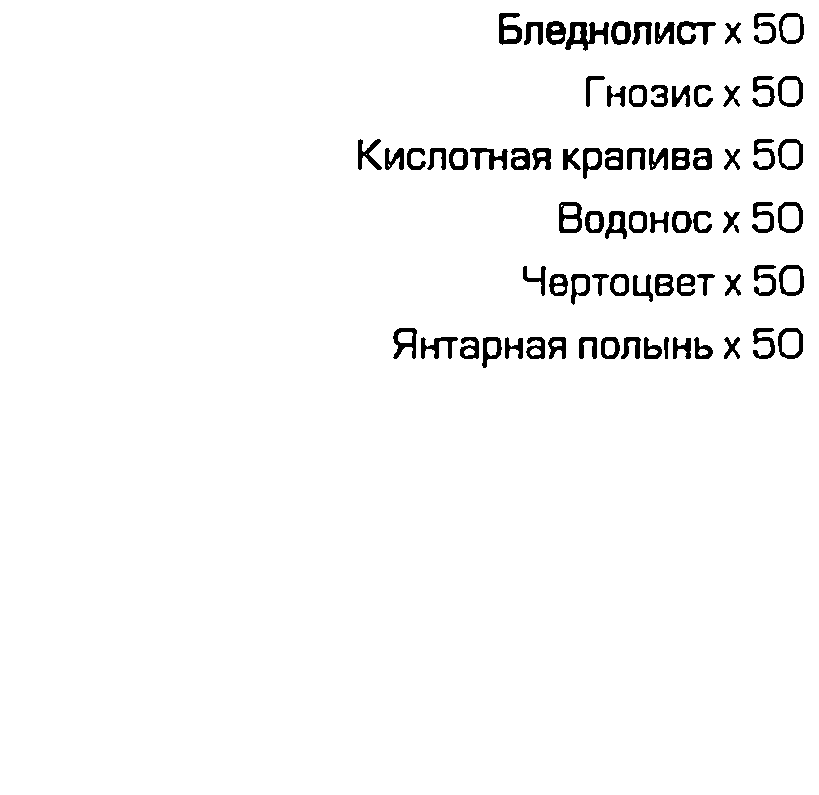 Бледнолист x 50
Гнозис x 50
Кислотная крапива x 50
Водонос x 50
Чертоцвет x 50
Янтарная полынь x 50